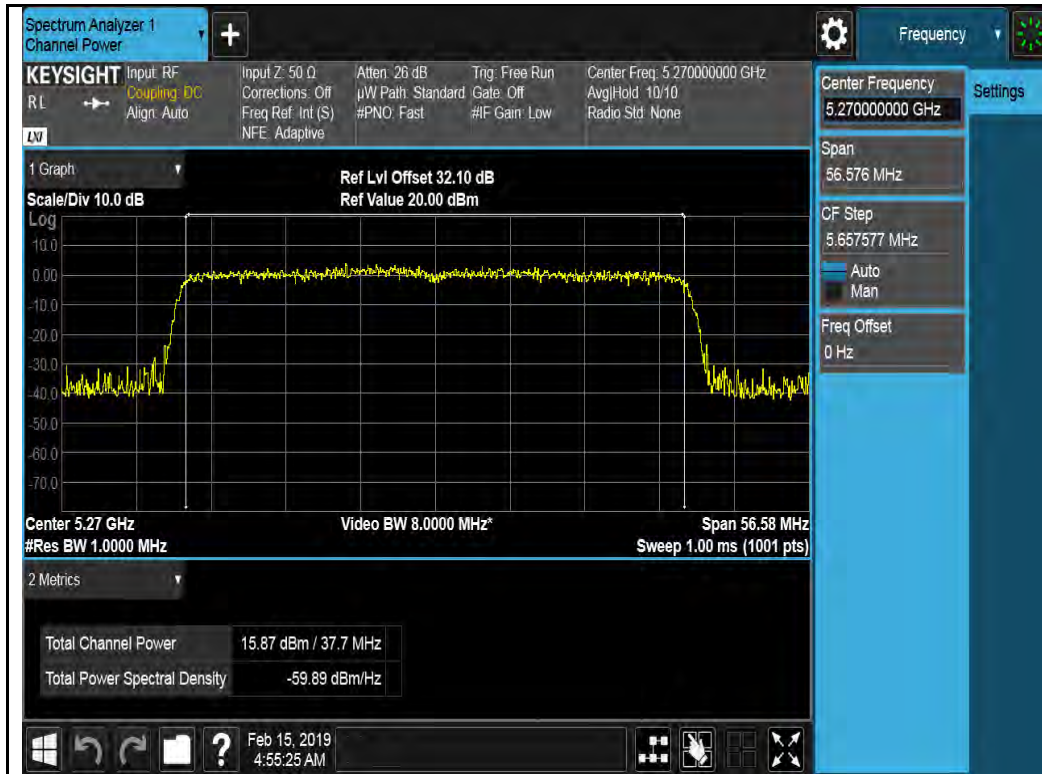 Spectrum Analyzer 1
Channel Power
+
Frequency
KEYSIGHT
RL
LXI
Input: RF
Coupling: DC
Align: Auto
Input Z: 50 Ω
Corrections: Off
Freq Ref: Int (S)
NFE: Adaptive
Atten: 26 dB
µW Path: Standard
#PNO: Fast
Trig: Free Run
Gate: Off
#IF Gain: Low
Center Freq: 5.270000000 GHz
Avg|Hold: 10/10
Radio Std: None
Center Frequency
5.270000000 GHz
Settings
Span
56.576 MHz
CF Step
5.657577 MHz
Auto
Man
Freq Offset
0 Hz
1 Graph
Ref Lvl Offset 32.10 dB
Scale/Div 10.0 dB
Ref Value 20.00 dBm
Log
10.0
0.00
-10.0
-20.0
-30.0
-40.0
-50.0
-60.0
-70.0
Center 5.27 GHz
Video BW 8.0000 MHz*
Span 56.58 MHz
#Res BW 1.0000 MHz
Sweep 1.00 ms (1001 pts)
2 Metrics
Total Channel Power
15.87 dBm / 37.7 MHz
Total Power Spectral Density
-59.89 dBm/Hz
?
Feb 15, 2019
4:55:25 AM